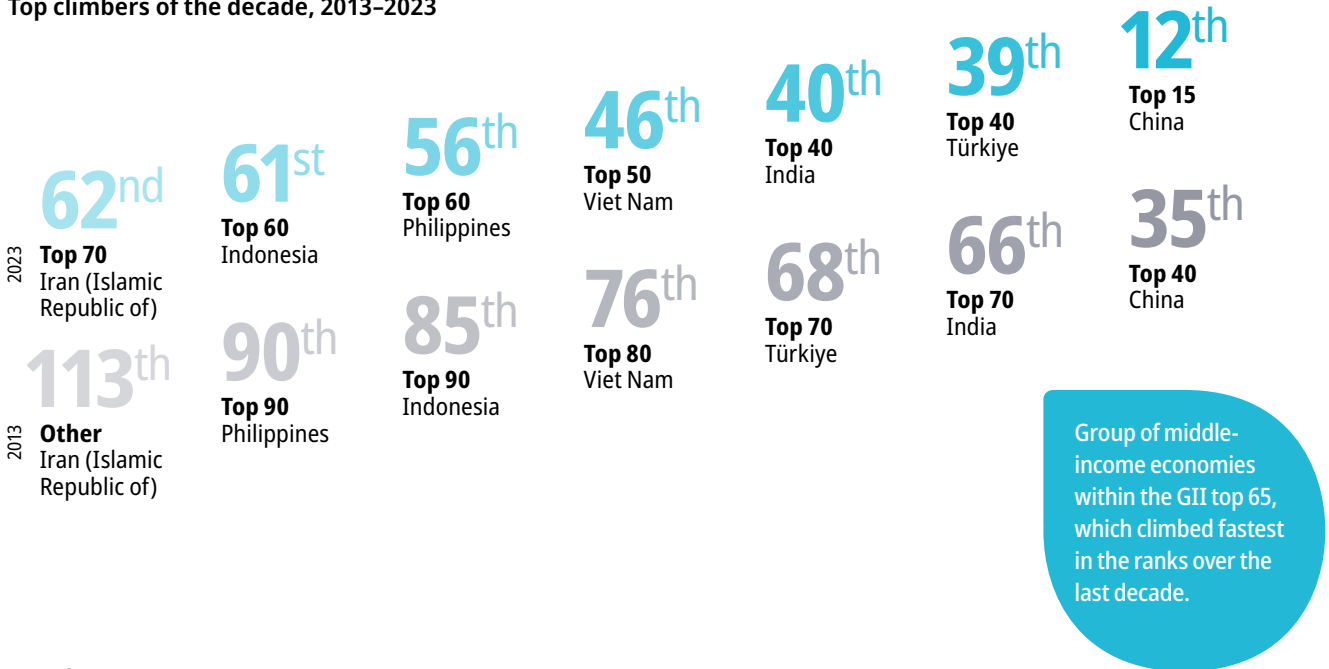 Top climbers of the decade, 2013–2023
2023
62nd
Top 70
Iran (Islamic
Republic of)
61st
Top 60
Indonesia
56th
Top 60
Philippines
46th
Top 50
Viet Nam
40th
Top 40
India
39th
Top 40
Türkiye
12th
Top 15
China
2013
113th
Other
Iran (Islamic
Republic of)
90th
Top 90
Philippines
85th
Top 90
Indonesia
76th
Top 80
Viet Nam
68th
Top 70
Türkiye
66th
Top 70
India
35th
Top 40
China
Group of middle-
income economies
within the GII top 65,
which climbed fastest
in the ranks over the
last decade.